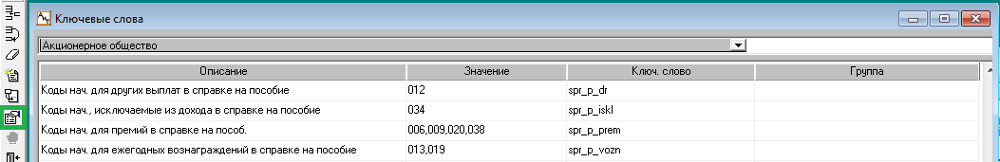 Ключевые слова
Акционерное общество
Описание Значение Ключ. слово Группа
Коды нач. для других выплат в справке на пособие 012 spr_p_dr
Коды нач., исключаемые из дохода в справке на пособие 034 spr_p_iskl
Коды нач. для премий в справке на пособ. 006,009,020,038 spr_p_prem
Коды нач. для ежегодных вознаграждений в справке на пособие 013,019 spr_p_vozn